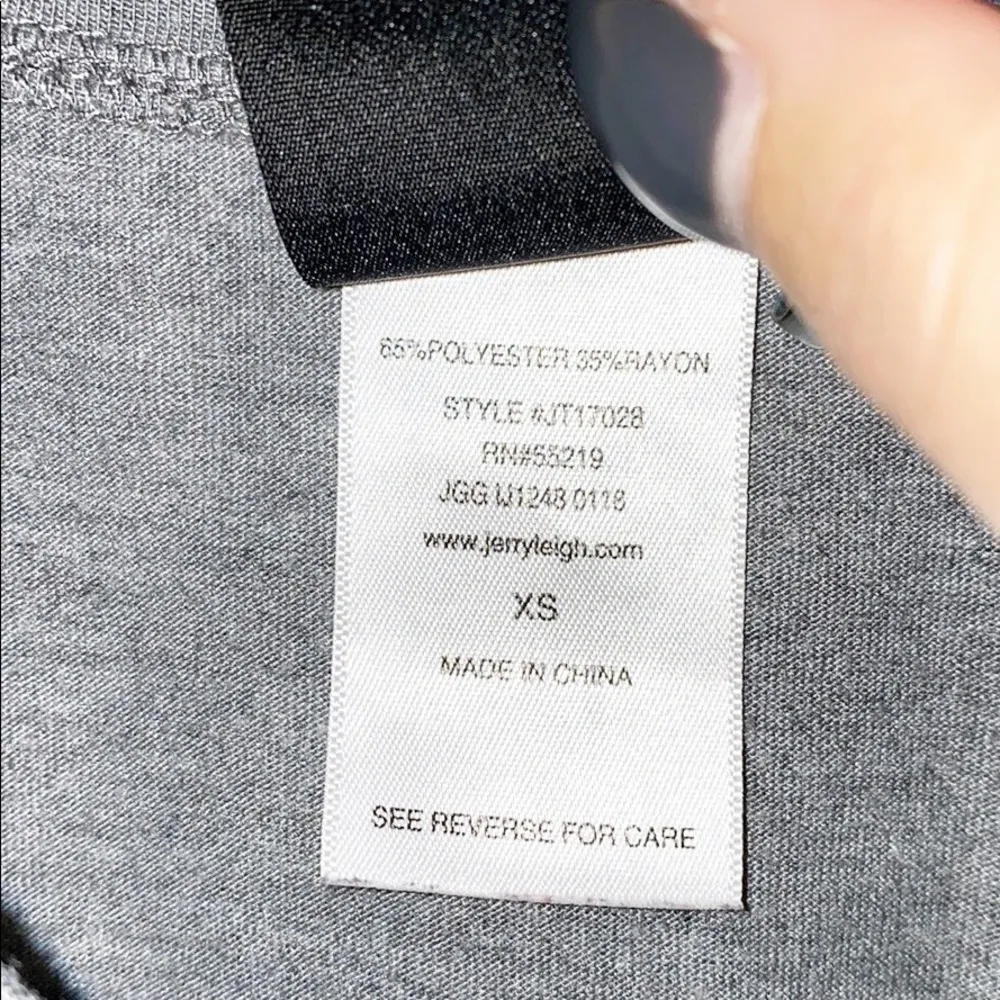 65%POLYESTER 35%RAYON
STYLE #JT17028
RN#55219
JGG IJ1248 0118
www.jerryleigh.com
XS
MADE IN CHINA
SEE REVERSE FOR CARE